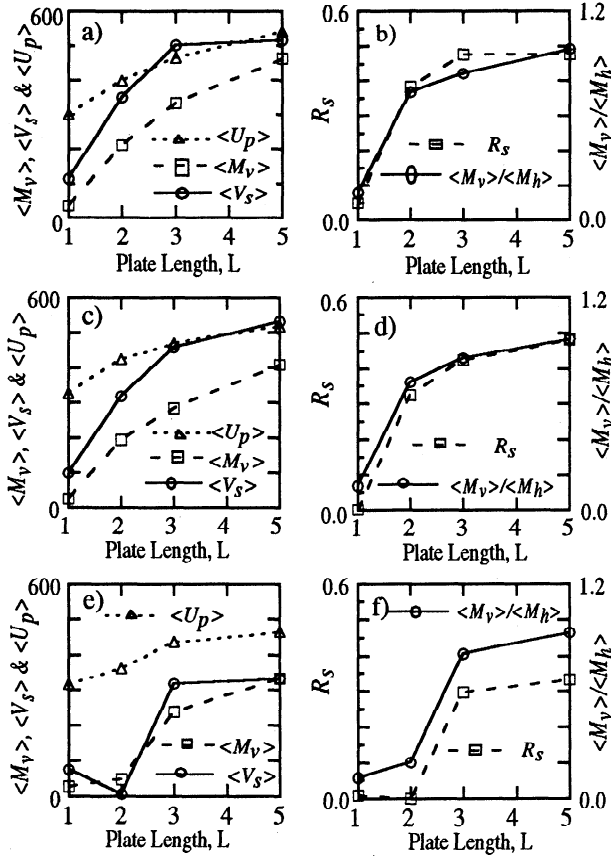 600
a)
<Mv>, <Vs> & <Up>
<Up>
<Mv>
<Vs>
0
1 2 3 4 5
Plate Length, L
0.6
b)
1.2
Rs
<Mv>/<Mh>
Rs
<Mv>/<Mh>
0.0
0.0
1 2 3 4 5
Plate Length, L
600
c)
<Mv>, <Vs> & <Up>
<Up>
<Mv>
<Vs>
0
1 2 3 4 5
Plate Length, L
0.6
d)
1.2
Rs
<Mv>/<Mh>
Rs
<Mv>/<Mh>
0.0
0.0
1 2 3 4 5
Plate Length, L
600
e)
<Up>
<Mv>, <Vs> & <Up>
<Mv>
<Vs>
0
1 2 3 4 5
Plate Length, L
0.6
f)
<Mv>/<Mh>
1.2
Rs
<Mv>/<Mh>
Rs
0.0
0.0
1 2 3 4 5
Plate Length, L